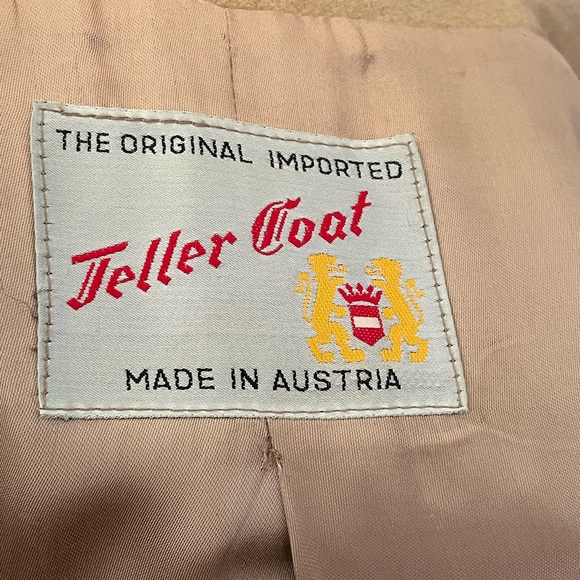 THE ORIGINAL IMPORTED
Teller Coat
MADE IN AUSTRIA